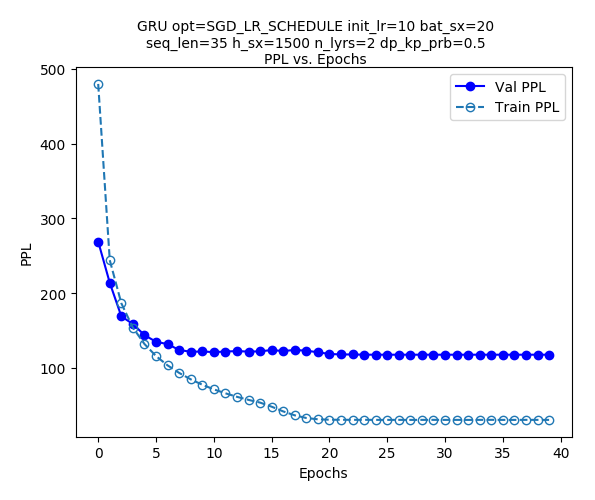 GRU opt=SGD_LR_SCHEDULE init_lr=10 bat_sx=20
seq_len=35 h_sx=1500 n_lyrs=2 dp_kp_prb=0.5
PPL vs. Epochs
Val PPL
Train PPL
PPL
500
400
300
200
100
0 5 10 15 20 25 30 35 40
Epochs